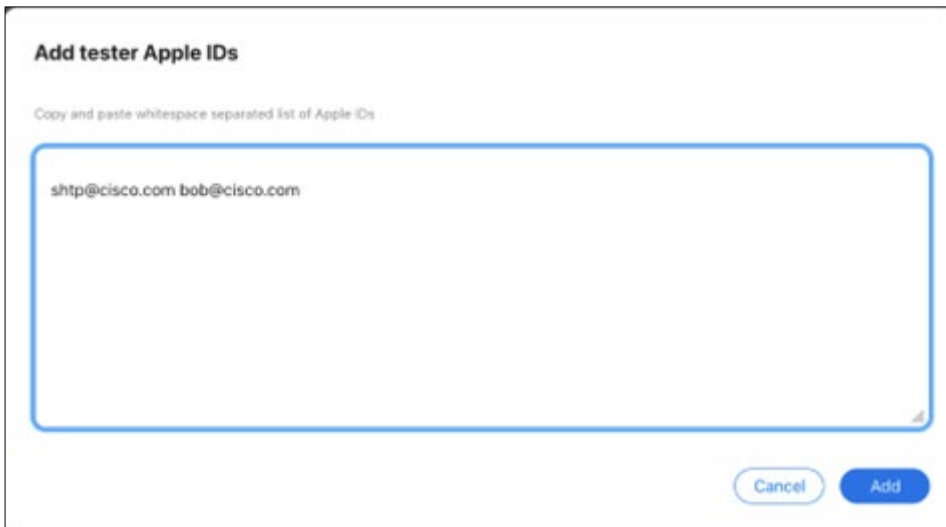 Add tester Apple IDs
Copy and paste whitespace separated list of Apple IDs
shtp@cisco.com bob@cisco.com
Cancel
Add